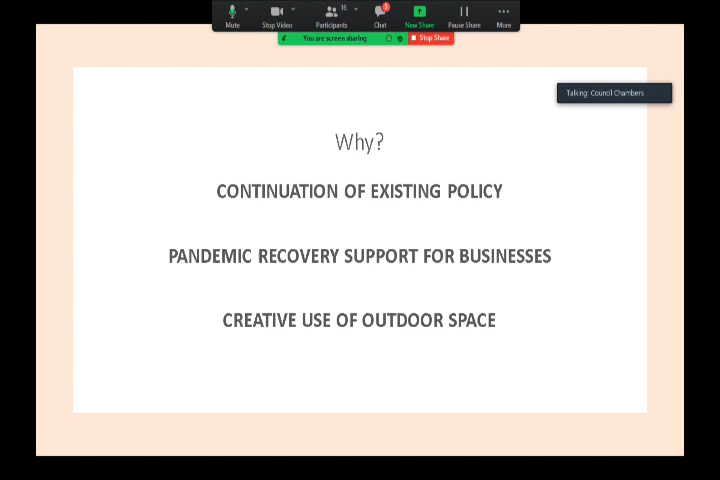 16
5
Mute
Stop Video
Participants
Chat
New Share
Pause Share
More
You are screen sharing
Stop Share
Talking: Council Chambers
Why?
CONTINUATION OF EXISTING POLICY
PANDEMIC RECOVERY SUPPORT FOR BUSINESSES
CREATIVE USE OF OUTDOOR SPACE